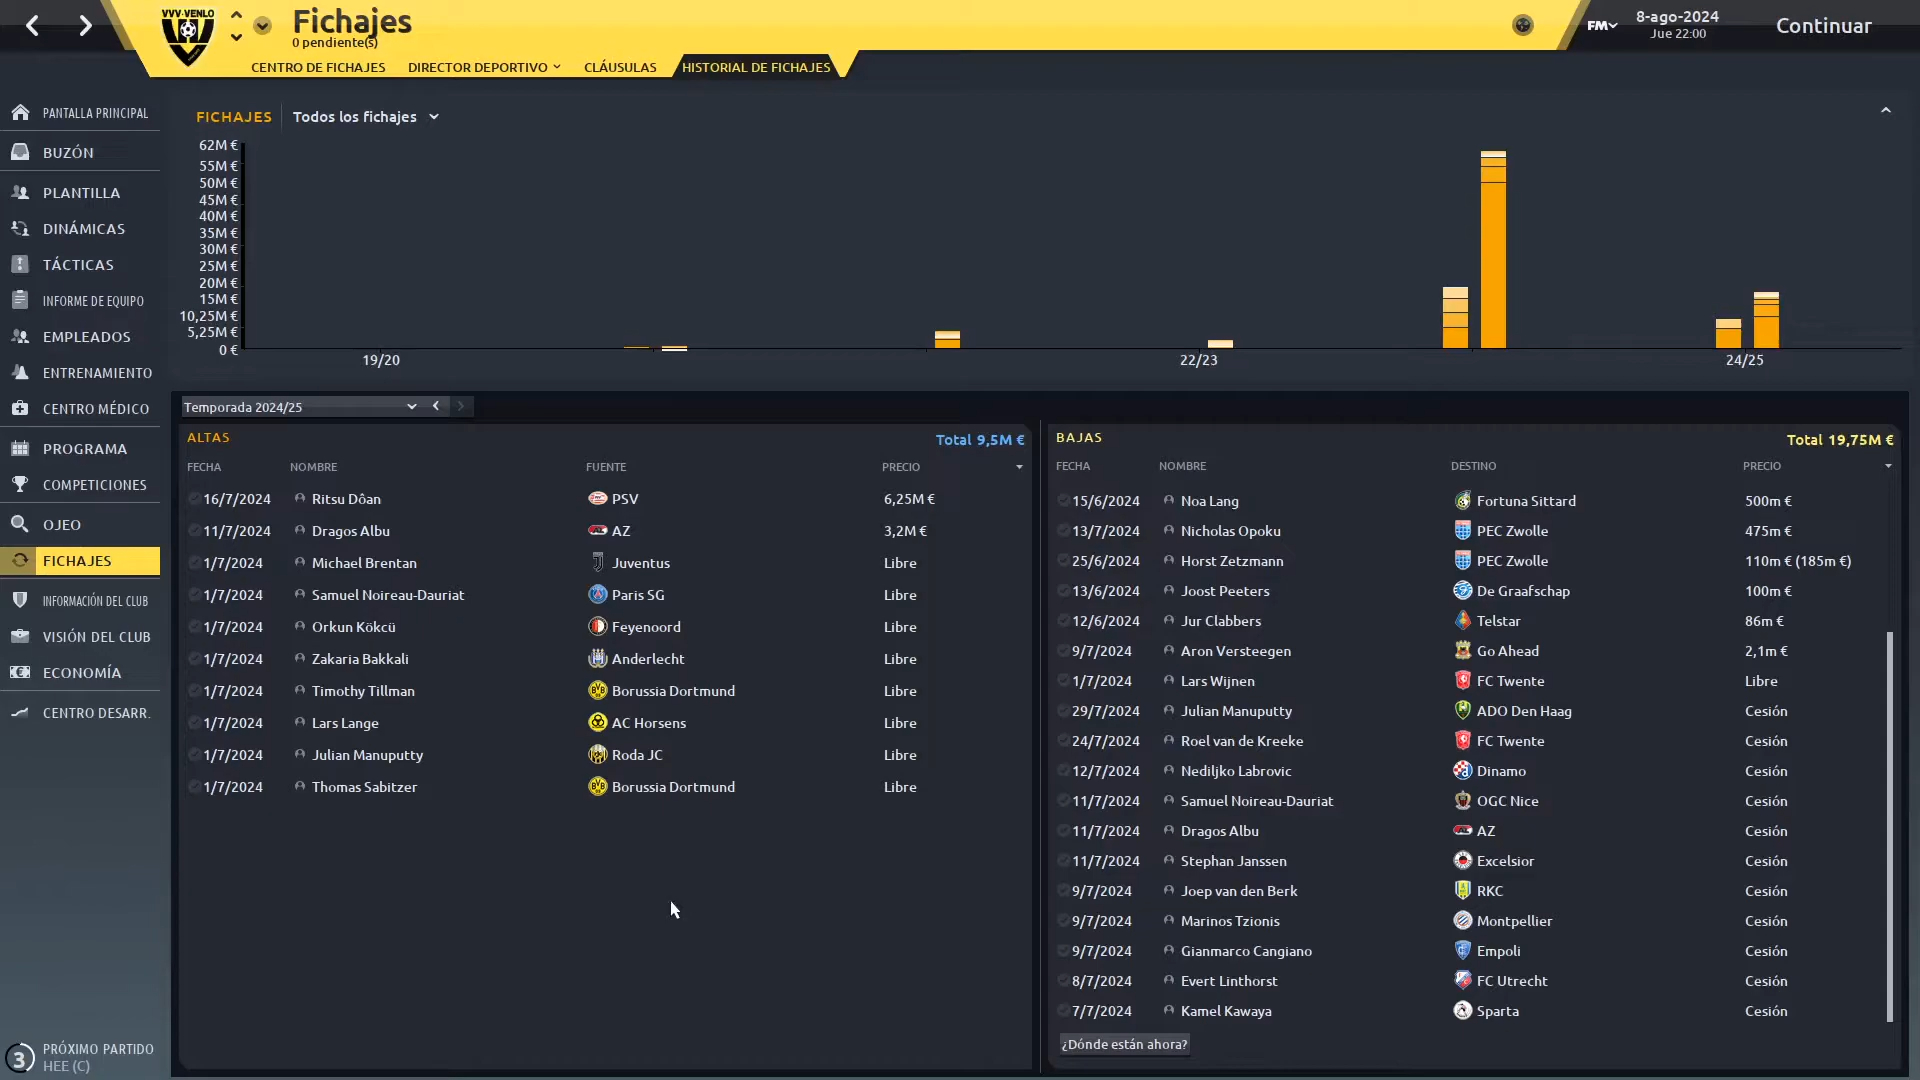 VVV-VENLO
Fichajes
0 pendiente(s)
FM
8-ago-2024
Jue 22:00
Continuar
CENTRO DE FICHAJES
DIRECTOR DEPORTIVO
CLÁUSULAS
HISTORIAL DE FICHAJES
PANTALLA PRINCIPAL
BUZÓN
PLANTILLA
DINÁMICAS
TÁCTICAS
INFORME DE EQUIPO
EMPLEADOS
ENTRENAMIENTO
CENTRO MÉDICO
PROGRAMA
COMPETICIONES
OJEO
FICHAJES
INFORMACIÓN DEL CLUB
VISIÓN DEL CLUB
ECONOMÍA
CENTRO DESARR.
3 PRÓXIMO PARTIDO
HEE (C)
FICHAJES Todos los fichajes
62M €
55M €
50M €
45M €
40M €
35M €
30M €
25M €
20M €
15M €
10,25M €
5,25M €
0 €
19/20 22/23 24/25
Temporada 2024/25
ALTAS Total 9,5M €
FECHA NOMBRE FUENTE PRECIO
16/7/2024 Ritsu Dôan PSV 6,25M €
11/7/2024 Dragos Albu AZ 3,2M €
1/7/2024 Michael Brentan Juventus Libre
1/7/2024 Samuel Noireau-Dauriat Paris SG Libre
1/7/2024 Orkun Kökcü Feyenoord Libre
1/7/2024 Zakaria Bakkali Anderlecht Libre
1/7/2024 Timothy Tillman Borussia Dortmund Libre
1/7/2024 Lars Lange AC Horsens Libre
1/7/2024 Julian Manuputty Roda JC Libre
1/7/2024 Thomas Sabitzer Borussia Dortmund Libre
BAJAS Total 19,75M €
FECHA NOMBRE DESTINO PRECIO
15/6/2024 Noa Lang Fortuna Sittard 500m €
13/7/2024 Nicholas Opoku PEC Zwolle 475m €
25/6/2024 Horst Zetzmann PEC Zwolle 110m € (185m €)
13/6/2024 Joost Peeters De Graafschap 100m €
12/6/2024 Jur Clabbers Telstar 86m €
9/7/2024 Aron Versteegen Go Ahead 2,1m €
1/7/2024 Lars Wijnen FC Twente Libre
29/7/2024 Julian Manuputty ADO Den Haag Cesión
24/7/2024 Roel van de Kreeke FC Twente Cesión
12/7/2024 Nediljko Labrovic Dinamo Cesión
11/7/2024 Samuel Noireau-Dauriat OGC Nice Cesión
11/7/2024 Dragos Albu AZ Cesión
11/7/2024 Stephan Janssen Excelsior Cesión
9/7/2024 Joep van den Berk RKC Cesión
9/7/2024 Marinos Tzionis Montpellier Cesión
9/7/2024 Gianmarco Cangiano Empoli Cesión
8/7/2024 Evert Linthorst FC Utrecht Cesión
7/7/2024 Kamel Kawaya Sparta Cesión
¿Dónde están ahora?